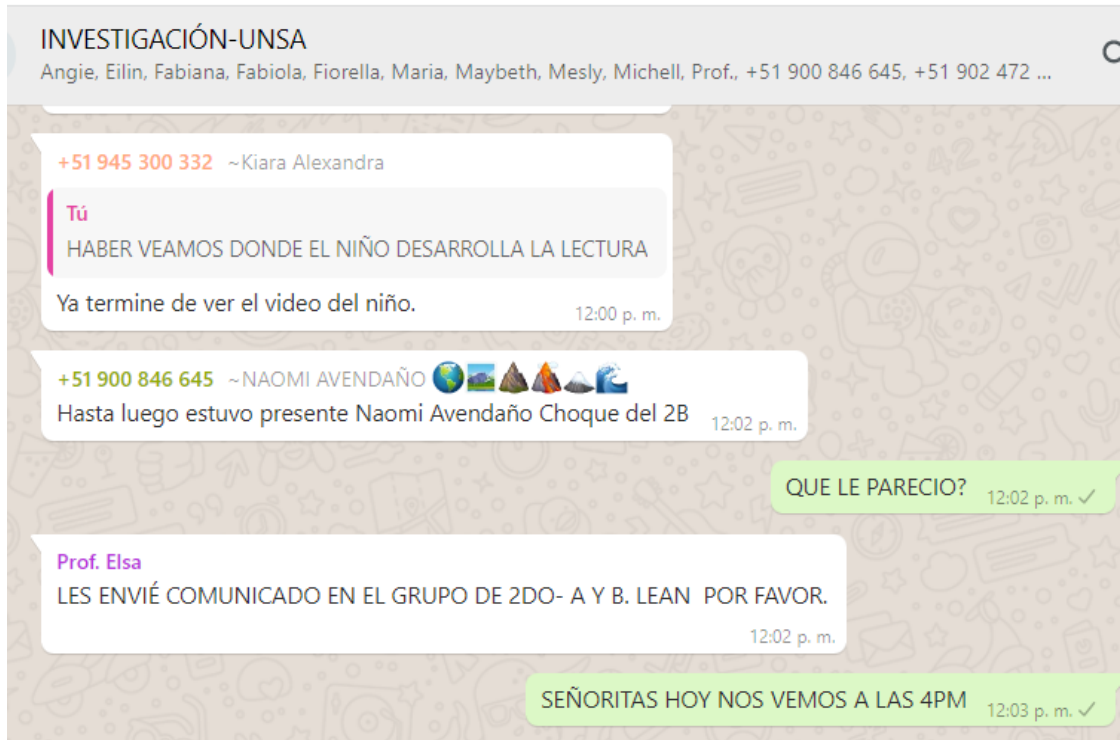 INVESTIGACIÓN-UNSA
Angie, Eilin, Fabiana, Fabiola, Fiorella, Maria, Maybeth, Mesly, Michell, Prof., +51 900 846 645, +51 902 472 ...
+51 945 300 332 ~Kiara Alexandra
Tú
HABER VEAMOS DONDE EL NIÑO DESARROLLA LA LECTURA
Ya termine de ver el video del niño.
12:00 p. m.
+51 900 846 645 ~NAOMI AVENDAÑO 🌎🏞️⛰️🌋🏔️🌊
Hasta luego estuvo presente Naomi Avendaño Choque del 2B 12:02 p. m.
QUE LE PARECIO? 12:02 p. m.
Prof. Elsa
LES ENVIÉ COMUNICADO EN EL GRUPO DE 2DO- A Y B. LEAN POR FAVOR.
12:02 p. m.
SEÑORITAS HOY NOS VEMOS A LAS 4PM 12:03 p. m.